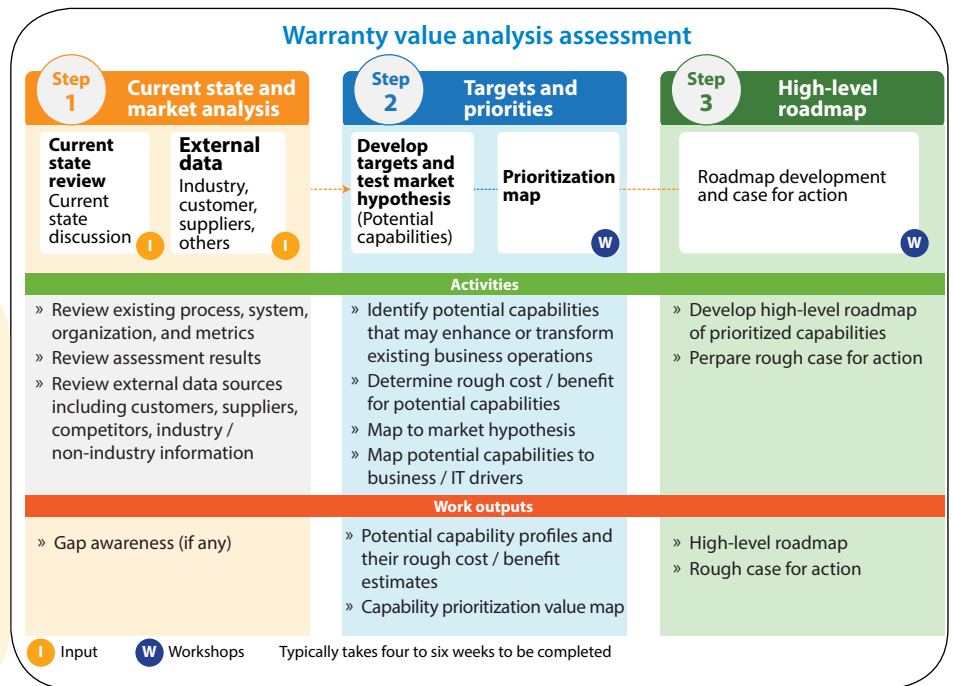 Warranty value analysis assessment
Step
1
Current state and
market analysis
Step
2
Targets and
priorities
Step
3
High-level
roadmap
Current
state
review
Current
state
discussion
I
External
data
Industry,
customer,
suppliers,
others
I
Develop
targets and
test market
hypothesis
(Potential
capabilities)
Prioritization
map
W
Roadmap development
and case for action
W
Activities
» Review existing process, system,
organization, and metrics
» Review assessment results
» Review external data sources
including customers, suppliers,
competitors, industry /
non-industry information
» Identify potential capabilities
that may enhance or transform
existing business operations
» Determine rough cost / benefit
for potential capabilities
» Map to market hypothesis
» Map potential capabilities to
business / IT drivers
» Develop high-level roadmap
of prioritized capabilities
» Perpare rough case for action
Work outputs
» Gap awareness (if any)
» Potential capability profiles and
their rough cost / benefit
estimates
» Capability prioritization value map
» High-level roadmap
» Rough case for action
I Input W Workshops Typically takes four to six weeks to be completed